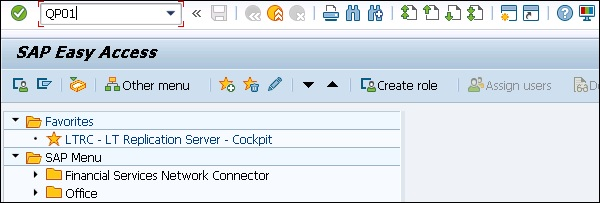 QP01
SAP Easy Access
Other menu Create role Assign users
Favorites
LTRC - LT Replication Server - Cockpit
SAP Menu
Financial Services Network Connector
Office